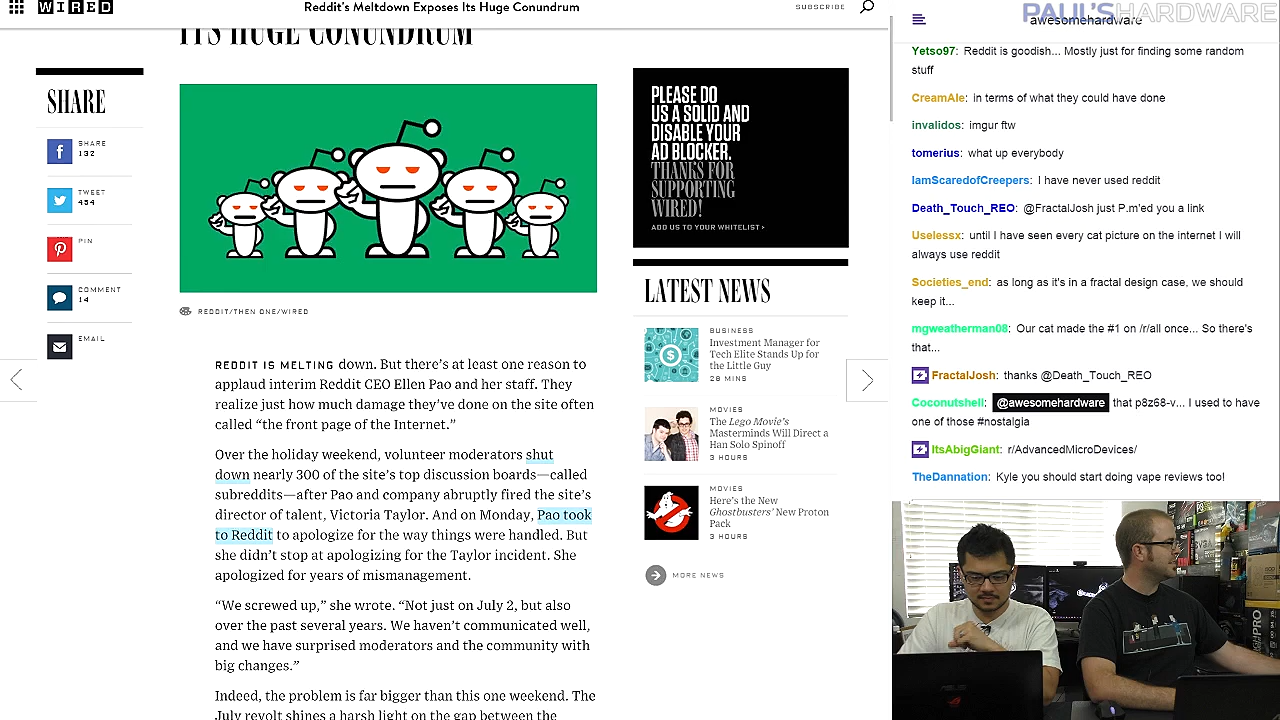 WIRED
Reddit's Meltdown Exposes Its Huge Conundrum
SUBSCRIBE
ITS HUGE CONUNDRUM
SHARE
SHARE
132
TWEET
454
PIN
COMMENT
14
EMAIL
REDDIT/THEN ONE/WIRED
REDDIT IS MELTING down. But there's at least one reason to
applaud interim Reddit CEO Ellen Pao and her staff. They
realize just how much damage they've done on the site often
called “the front page of the Internet.”
Over the holiday weekend, volunteer moderators shut
down nearly 300 of the site's top discussion boards—called
subreddits—after Pao and company abruptly fired the site's
director of talent, Victoria Taylor. And on Monday, Pao took
to Reddit to apologize for the way things were handled. But
she didn't stop at apologizing for the Taylor incident. She
apologized for years of mismanagement.
“We screwed up,” she wrote. “Not just on July 2, but also
over the past several years. We haven't communicated well,
and we have surprised moderators and the community with
big changes.”
Indeed, the problem is far bigger than this one weekend. The
July revolt shines a harsh light on the gap between the
PLEASE DO
US A SOLID AND
DISABLE YOUR
AD BLOCKER.
THANKS FOR
SUPPORTING
WIRED!
ADD US TO YOUR WHITELIST >
LATEST NEWS
BUSINESS
Investment Manager for
Tech Elite Stands Up for
the Little Guy
28 MINS
MOVIES
The Lego Movie's
Masterminds Will Direct a
Han Solo Spinoff
3 HOURS
MOVIES
Here's the New
Ghostbusters' New Proton
Pack
3 HOURS
MORE NEWS
PAUL'SHARDWARE
awesomehardware
Yetso97: Reddit is goodish... Mostly just for finding some random
stuff
CreamAle: in terms of what they could have done
invalidos: imgur ftw
tomerius: what up everybody
IamScaredofCreepers: I have never used reddit
Death_Touch_REO: @FractalJosh just P.m'ed you a link
Uselessx: until I have seen every cat picture on the internet I will
always use reddit
Societies_end: as long as it's in a fractal design case, we should
keep it...
mgweatherman08: Our cat made the #1 on /r/all once... So there's
that...
FractalJosh: thanks @Death_Touch_REO
Coconutshell: @awesomehardware that p8z68-v... I used to have
one of those #nostalgia
ItsAbigGiant: r/AdvancedMicroDevices/
TheDannation: Kyle you should start doing vape reviews too!
ASUS